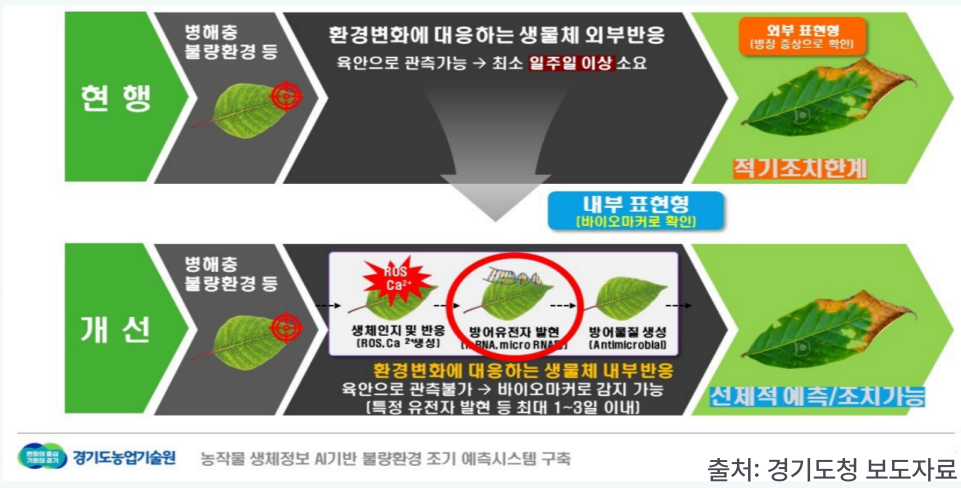 현 행
병해충
불량환경 등
환경변화에 대응하는 생물체 외부반응
육안으로 관측가능 → 최소 일주일 이상 소요
외부 표현형
(병징 증상으로 확인)
적기조치한계
내부 표현형
(바이오마커로 확인)
개 선
병해충
불량환경 등
ROS
Ca²⁺
생체인지 및 반응
(ROS, Ca ²⁺생성)
방어유전자 발현
micro
방어물질 생성
(Antimicrobial)
환경변화에 대응하는 생물체 내부반응
육안으로 관측불가 → 바이오마커로 감지 가능
(특정 유전자 발현 등 최대 1~3일 이내)
선제적 예측/조치가능
변화의 중심
기회의 경기
경기도농업기술원
농작물 생체정보 AI기반 불량환경 조기 예측시스템 구축
출처: 경기도청 보도자료